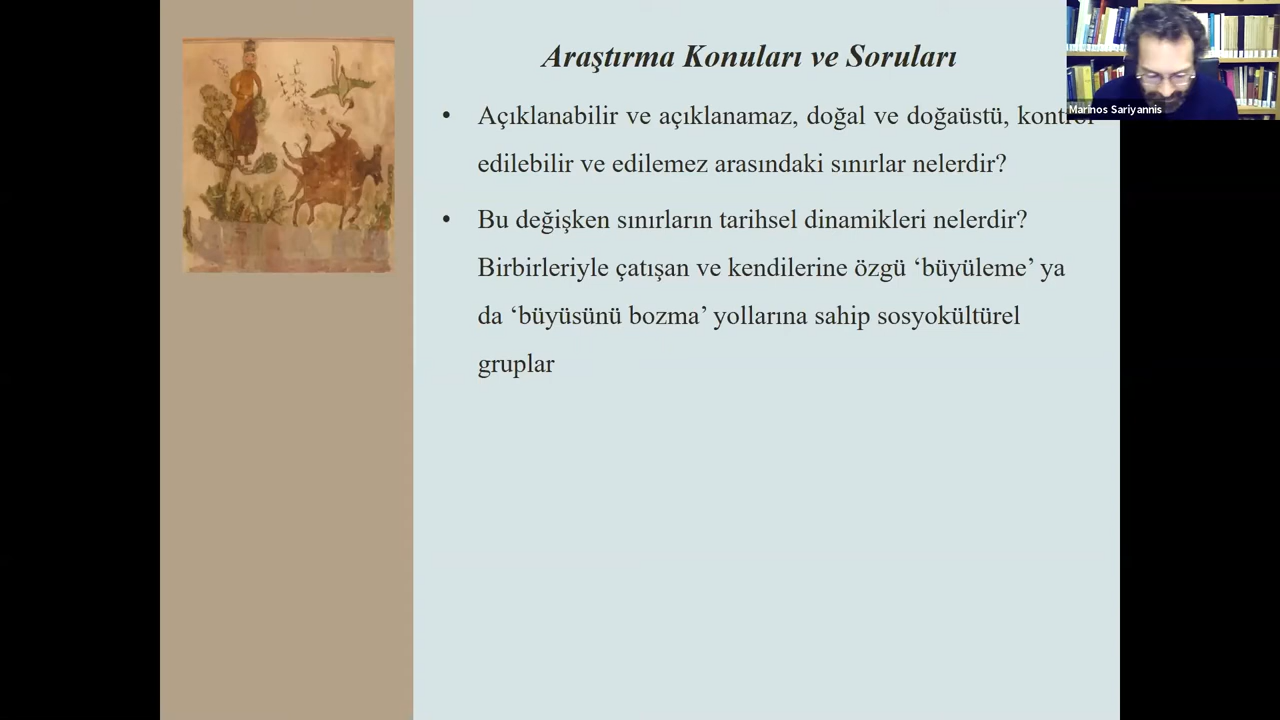 Araştırma Konuları ve Soruları
• Açıklanabilir ve açıklanamaz, doğal ve doğaüstü, kontrol
edilebilir ve edilemez arasındaki sınırlar nelerdir?
• Bu değişken sınırların tarihsel dinamikleri nelerdir?
Birbirleriyle çatışan ve kendilerine özgü ‘büyüleme’ ya
da ‘büyüsünü bozma’ yollarına sahip sosyokültürel
gruplar
Marinos Sariyannis